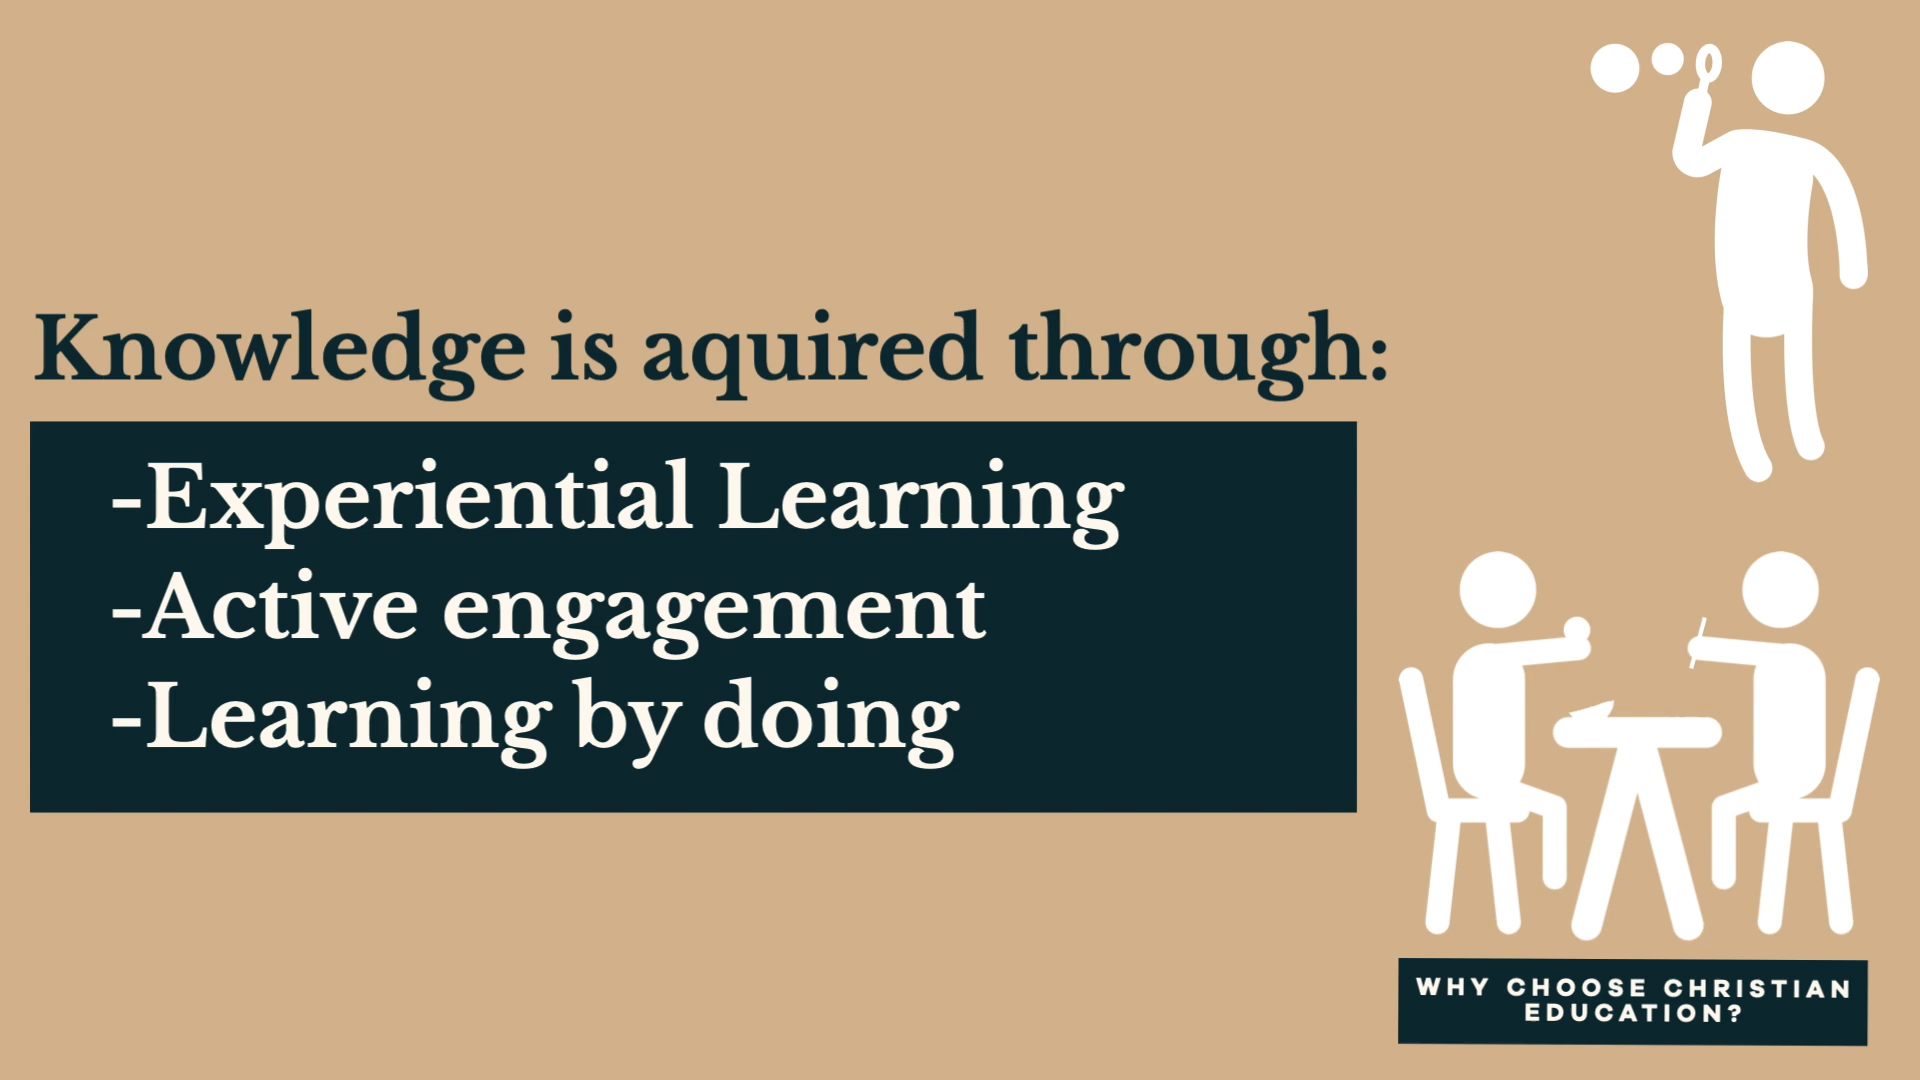 Knowledge is aquired through:
-Experiential Learning
-Active engagement
-Learning by doing
WHY CHOOSE CHRISTIAN
EDUCATION?